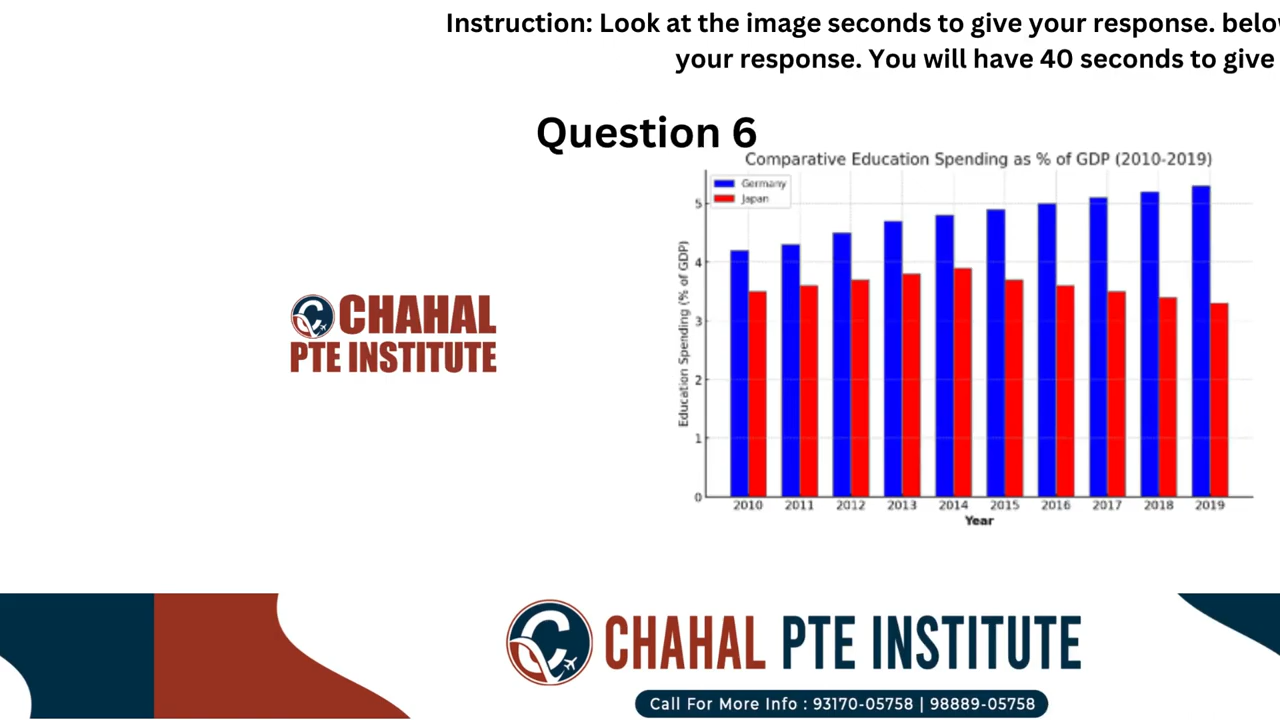 Instruction: Look at the image seconds to give your response. below
your response. You will have 40 seconds to give
Question 6
Comparative Education Spending as % of GDP (2010-2019)
Germany
Japan
Education Spending (% of GDP)
5
4
3
2
1
0
2010 2011 2012 2013 2014 2015 2016 2017 2018 2019
Year
CHAHAL
PTE INSTITUTE
CHAHAL PTE INSTITUTE
Call For More Info : 93170-05758 | 98889-05758